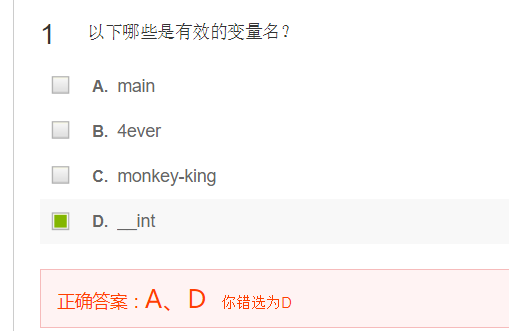 1 以下哪些是有效的变量名？
A. main
B. 4ever
C. monkey-king
D. __int
正确答案：A、D 你错选为D